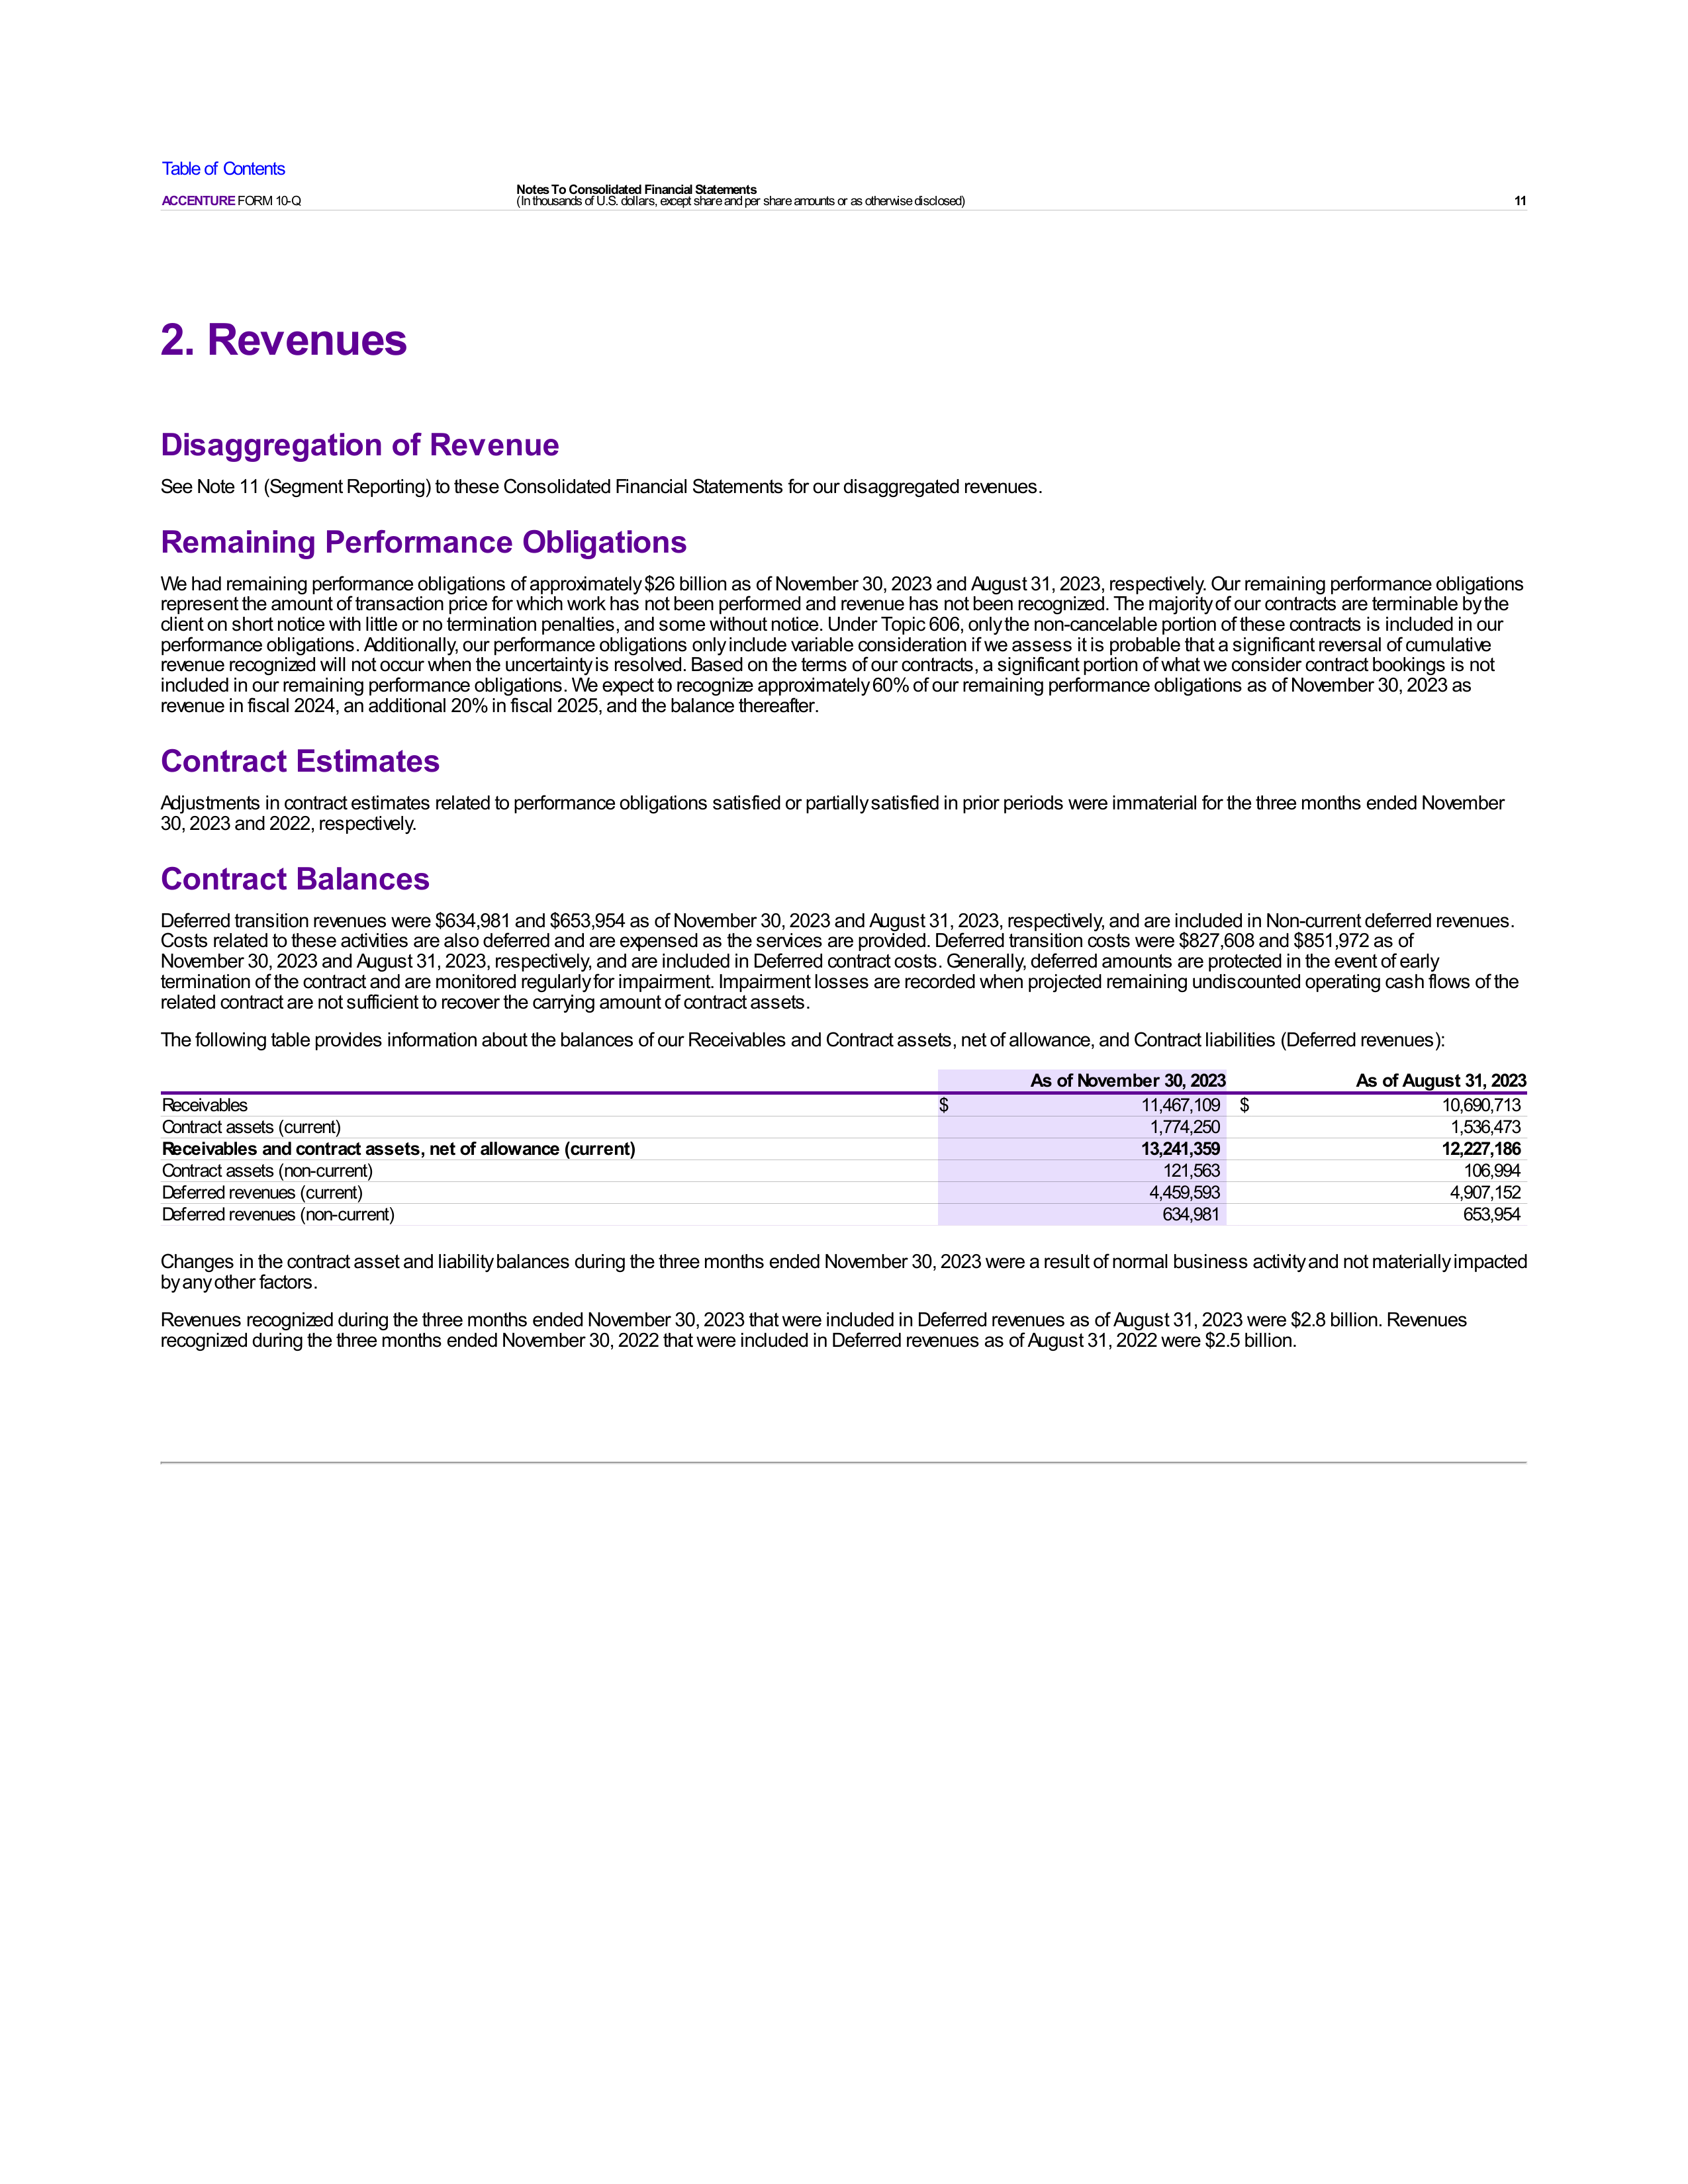 Table of Contents
ACCENTURE FORM 10-Q
Notes To Consolidated Financial Statements
(In thousands of U.S. dollars, except share and per share amounts or as otherwise disclosed)
11
2. Revenues
Disaggregation of Revenue
See Note 11 (Segment Reporting) to these Consolidated Financial Statements for our disaggregated revenues.
Remaining Performance Obligations
We had remaining performance obligations of approximately $26 billion as of November 30, 2023 and August 31, 2023, respectively. Our remaining performance obligations
represent the amount of transaction price for which work has not been performed and revenue has not been recognized. The majority of our contracts are terminable by the
client on short notice with little or no termination penalties, and some without notice. Under Topic 606, only the non-cancelable portion of these contracts is included in our
performance obligations. Additionally, our performance obligations only include variable consideration if we assess it is probable that a significant reversal of cumulative
revenue recognized will not occur when the uncertainty is resolved. Based on the terms of our contracts, a significant portion of what we consider contract bookings is not
included in our remaining performance obligations. We expect to recognize approximately 60% of our remaining performance obligations as of November 30, 2023 as
revenue in fiscal 2024, an additional 20% in fiscal 2025, and the balance thereafter.
Contract Estimates
Adjustments in contract estimates related to performance obligations satisfied or partially satisfied in prior periods were immaterial for the three months ended November
30, 2023 and 2022, respectively.
Contract Balances
Deferred transition revenues were $634,981 and $653,954 as of November 30, 2023 and August 31, 2023, respectively, and are included in Non-current deferred revenues.
Costs related to these activities are also deferred and are expensed as the services are provided. Deferred transition costs were $827,608 and $851,972 as of
November 30, 2023 and August 31, 2023, respectively, and are included in Deferred contract costs. Generally, deferred amounts are protected in the event of early
termination of the contract and are monitored regularly for impairment. Impairment losses are recorded when projected remaining undiscounted operating cash flows of the
related contract are not sufficient to recover the carrying amount of contract assets.
The following table provides information about the balances of our Receivables and Contract assets, net of allowance, and Contract liabilities (Deferred revenues):
As of November 30, 2023 As of August 31, 2023
Receivables $ 11,467,109 $ 10,690,713
Contract assets (current) 1,774,250 1,536,473
Receivables and contract assets, net of allowance (current) 13,241,359 12,227,186
Contract assets (non-current) 121,563 106,994
Deferred revenues (current) 4,459,593 4,907,152
Deferred revenues (non-current) 634,981 653,954
Changes in the contract asset and liability balances during the three months ended November 30, 2023 were a result of normal business activity and not materially impacted
by any other factors.
Revenues recognized during the three months ended November 30, 2023 that were included in Deferred revenues as of August 31, 2023 were $2.8 billion. Revenues
recognized during the three months ended November 30, 2022 that were included in Deferred revenues as of August 31, 2022 were $2.5 billion.